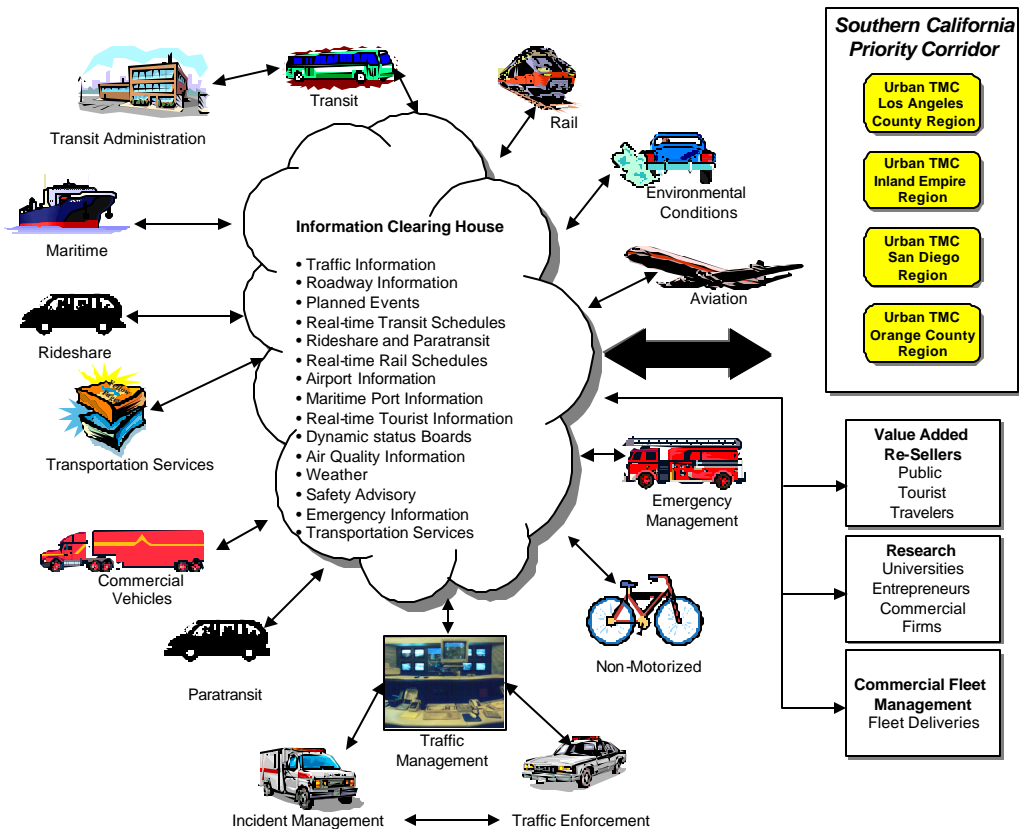 Southern California
Priority Corridor
Urban TMC
Los Angeles
County Region
Urban TMC
Inland Empire
Region
Urban TMC
San Diego
Region
Urban TMC
Orange County
Region
Transit
Transit Administration
Rail
Environmental
Conditions
Maritime
Aviation
Rideshare
Transportation Services
Information Clearing House
• Traffic Information
• Roadway Information
• Planned Events
• Real-time Transit Schedules
• Rideshare and Paratransit
• Real-time Rail Schedules
• Airport Information
• Maritime Port Information
• Real-time Tourist Information
• Dynamic status Boards
• Air Quality Information
• Weather
• Safety Advisory
• Emergency Information
• Transportation Services
Emergency
Management
Commercial
Vehicles
Paratransit
Non-Motorized
Traffic
Management
Incident Management
Traffic Enforcement
Value Added
Re-Sellers
Public
Tourist
Travelers
Research
Universities
Entrepreneurs
Commercial
Firms
Commercial Fleet
Management
Fleet Deliveries